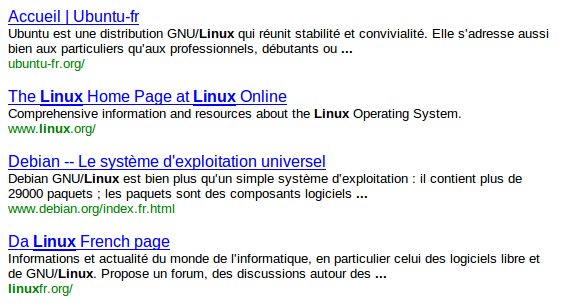 Accueil | Ubuntu-fr
Ubuntu est une distribution GNU/Linux qui réunit stabilité et convivialité. Elle s'adresse aussi
bien aux particuliers qu'aux professionnels, débutants ou ...
ubuntu-fr.org/
The Linux Home Page at Linux Online
Comprehensive information and resources about the Linux Operating System.
www.linux.org/
Debian -- Le système d'exploitation universel
Debian GNU/Linux est bien plus qu'un simple système d'exploitation : il contient plus de
29000 paquets ; les paquets sont des composants logiciels ...
www.debian.org/index.fr.html
Da Linux French page
Informations et actualité du monde de l'informatique, en particulier celui des logiciels libre et
de GNU/Linux. Propose un forum, des discussions autour des ...
linuxfr.org/